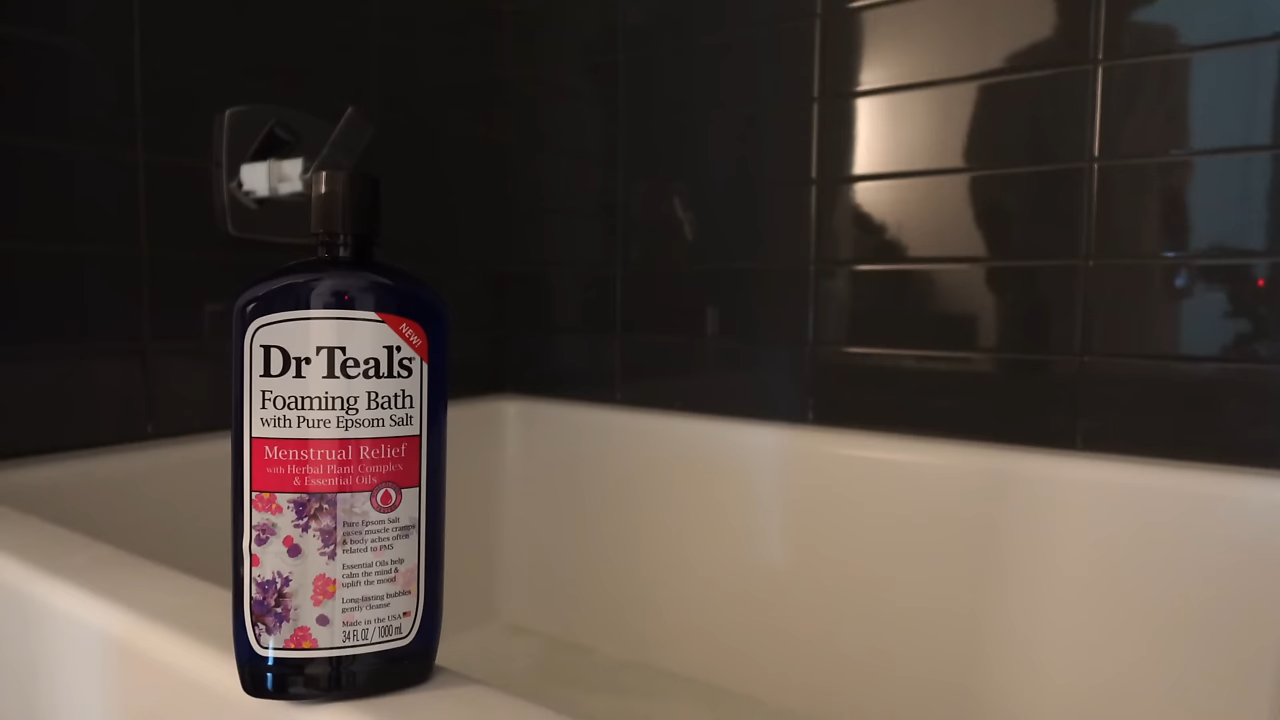 NEW!
Dr Teal's
Foaming Bath
with Pure Epsom Salt
Menstrual Relief
with Herbal Plant Complex
& Essential Oils
Pure Epsom Salt
eases muscle cramps
& body aches often
related to PMS
Essential Oils help
calm the mind &
uplift the mood
Long-lasting bubbles
gently cleanse
Made in the USA
34 FL OZ / 1000 mL